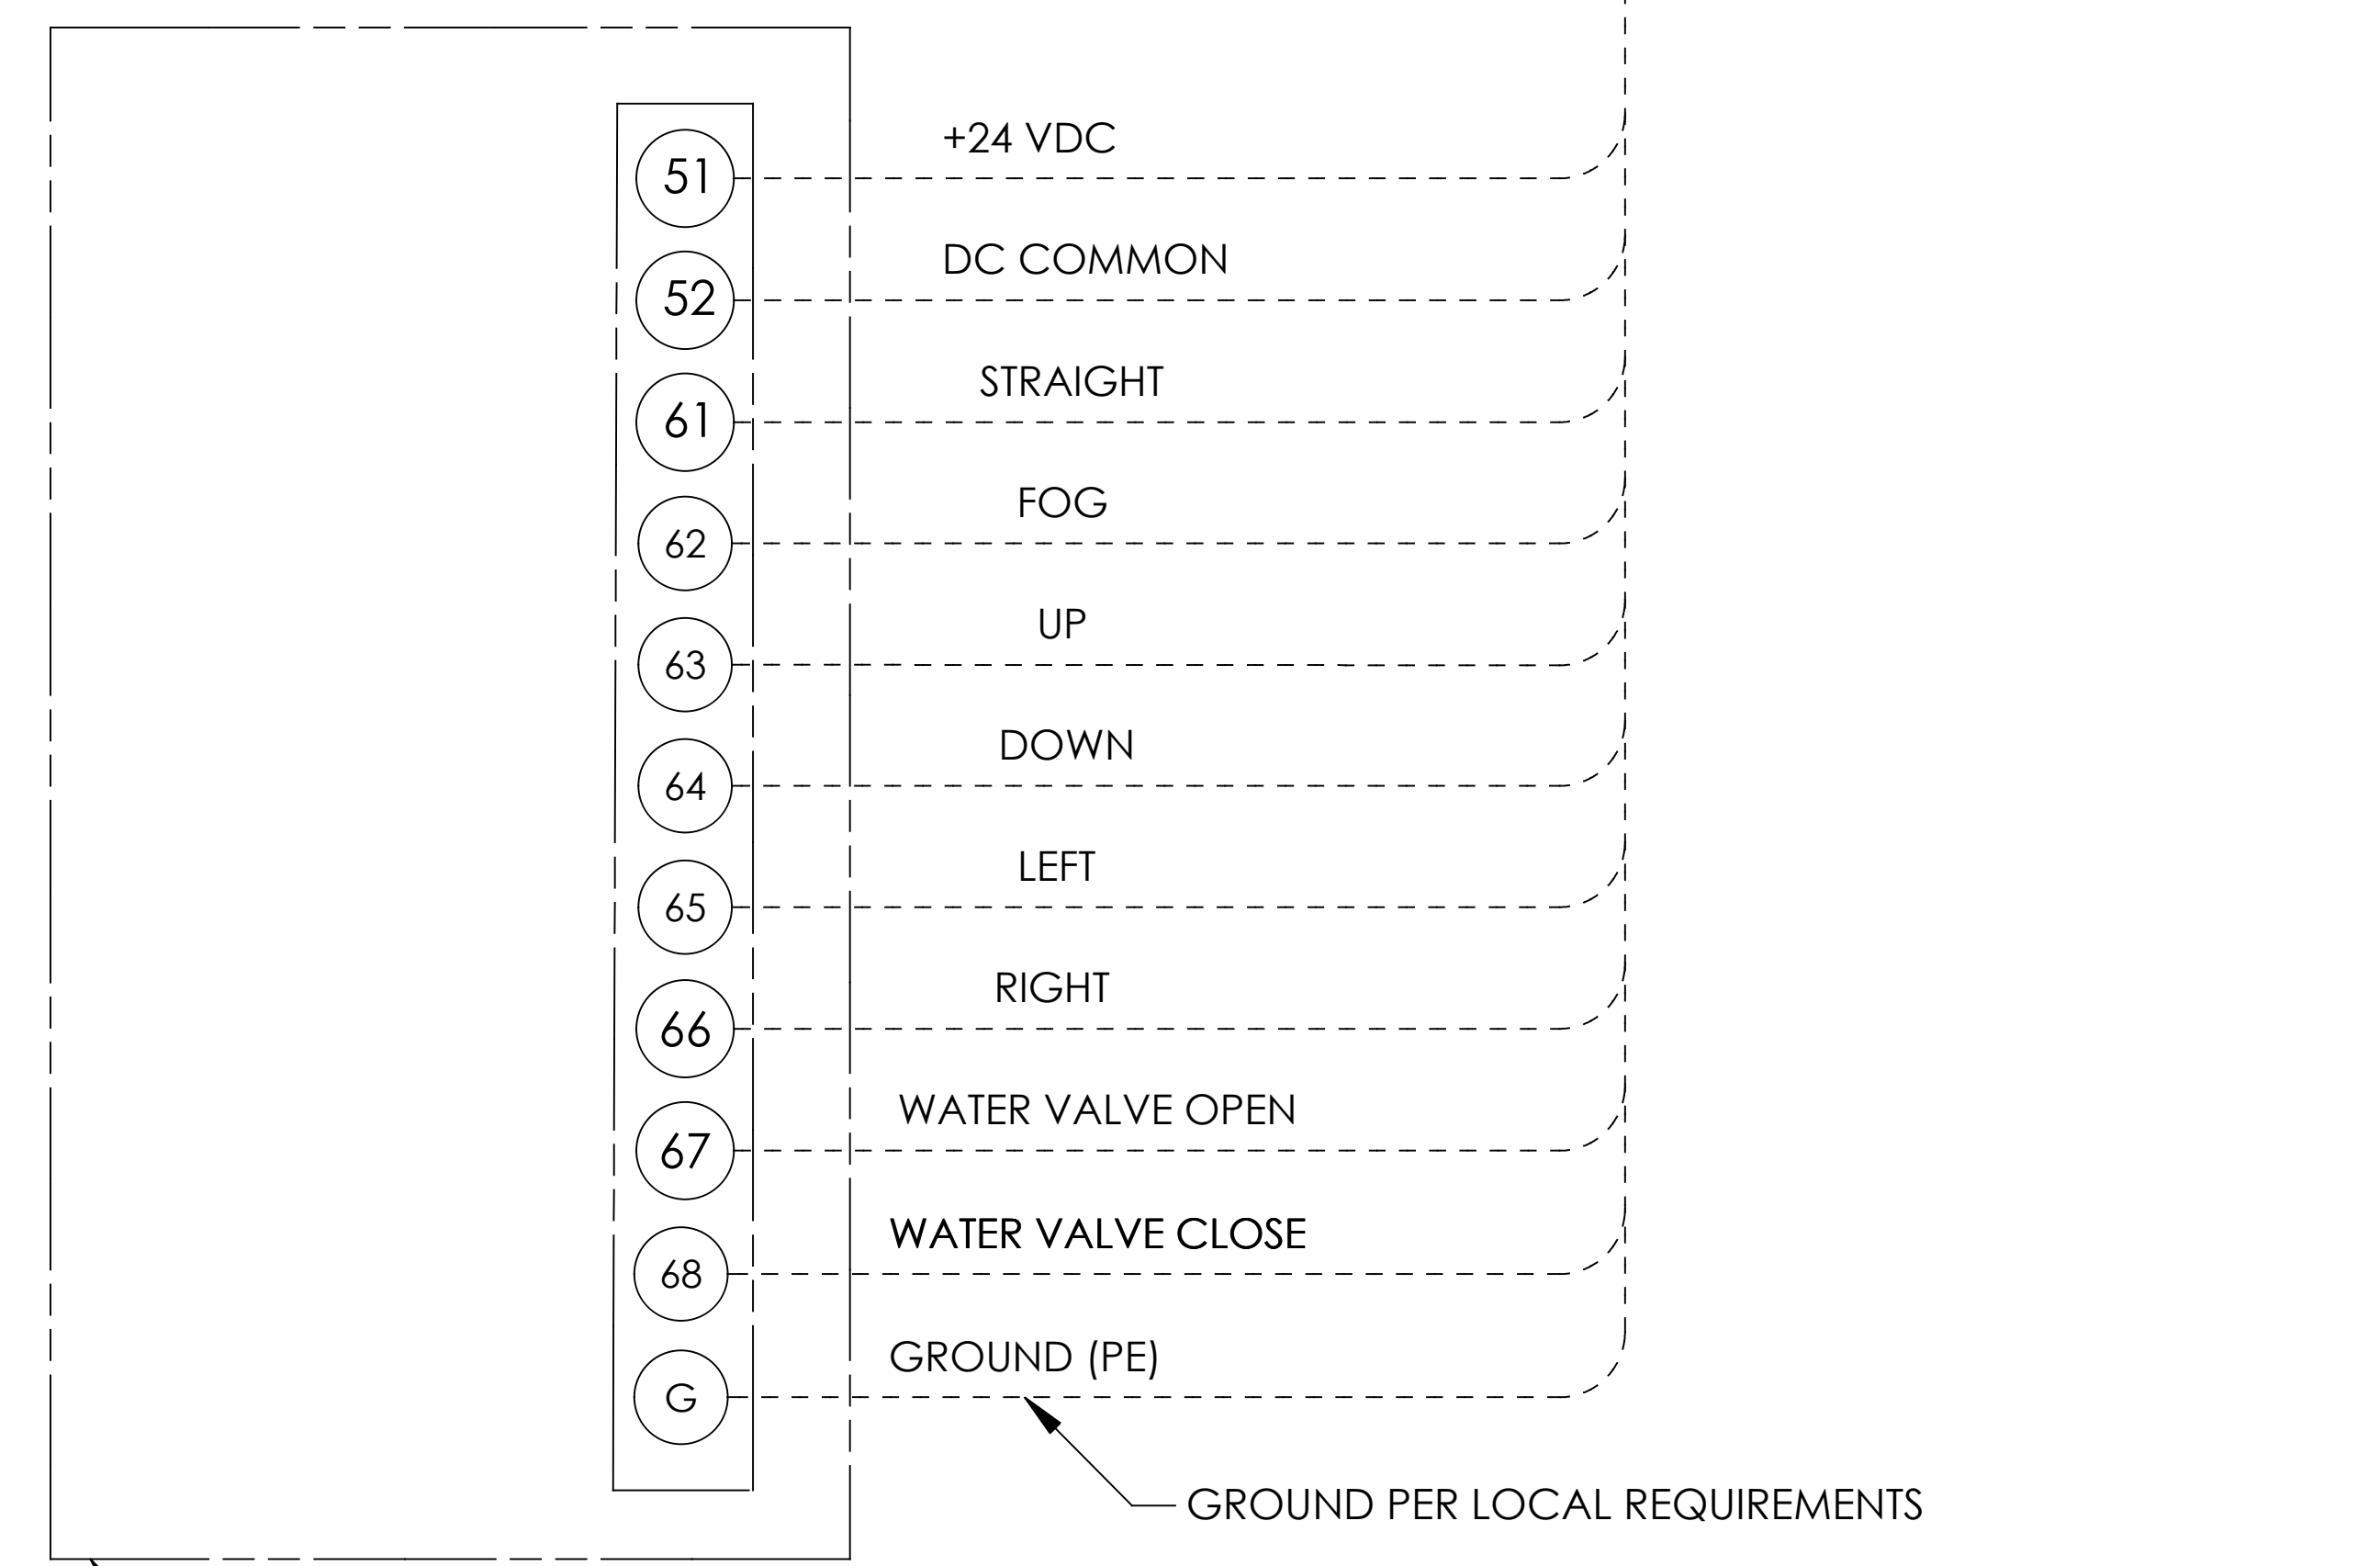 +24 VDC
51
DC COMMON
52
STRAIGHT
61
FOG
62
UP
63
DOWN
64
LEFT
65
RIGHT
66
WATER VALVE OPEN
67
WATER VALVE CLOSE
68
GROUND (PE)
G
GROUND PER LOCAL REQUIREMENTS